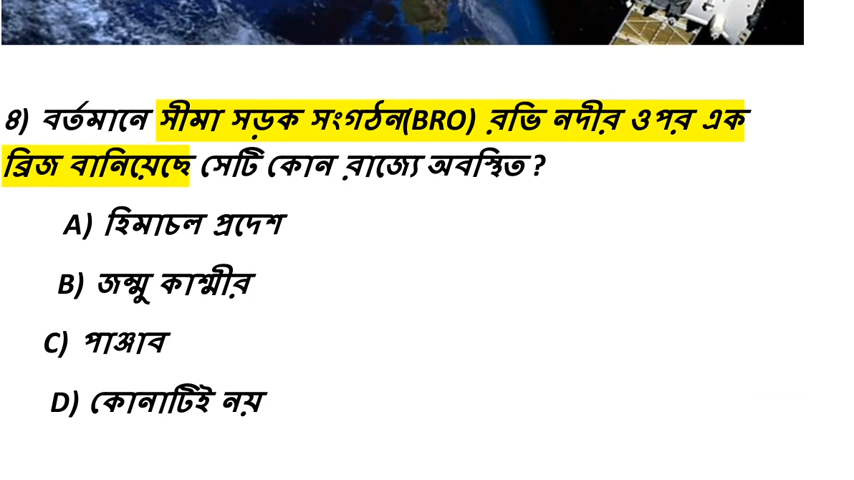 ৪) বর্তমানে সীমা সড়ক সংগঠন(BRO) রভি নদীর ওপর এক
ব্রিজ বানিয়েছে সেটি কোন রাজ্যে অবস্থিত ?
A) হিমাচল প্রদেশ
B) জম্মু কাশ্মীর
C) পাঞ্জাব
D) কোনাটিই নয়